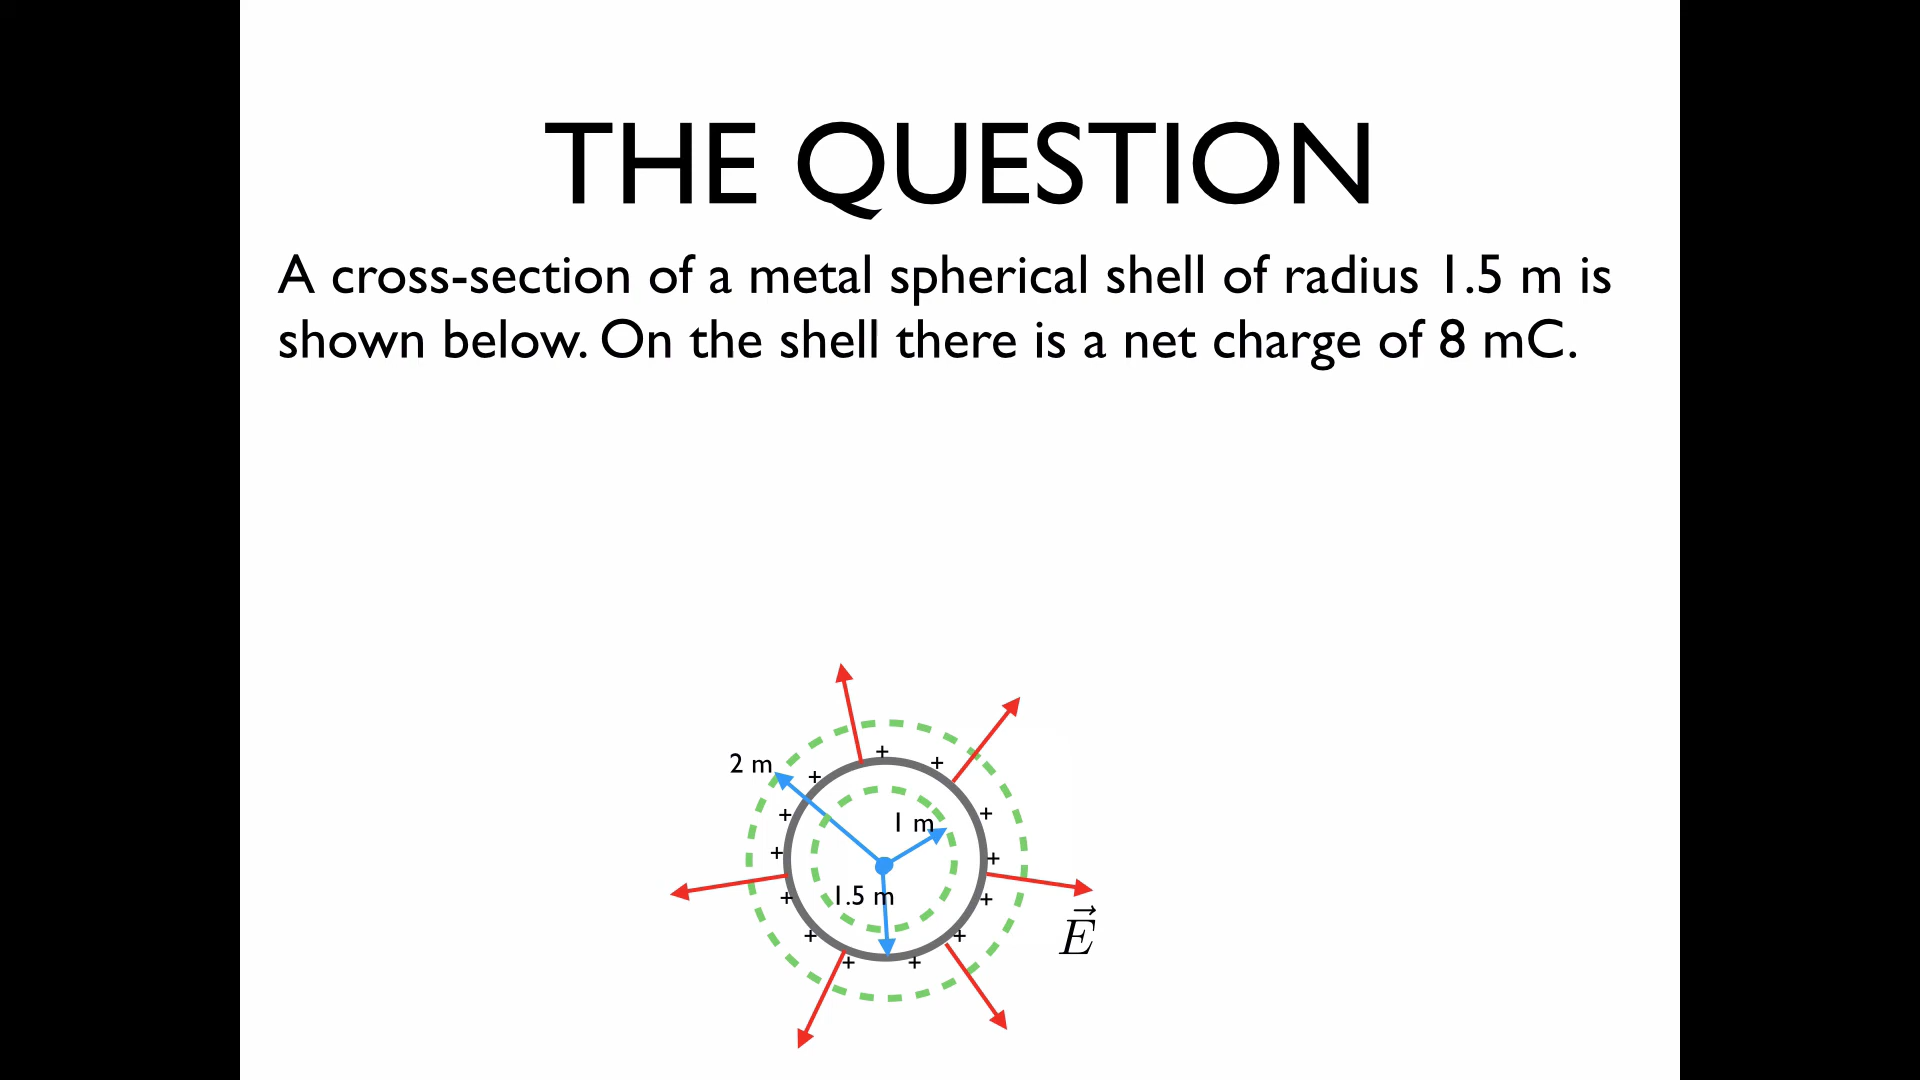 THE QUESTION
A cross-section of a metal spherical shell of radius 1.5 m is
shown below. On the shell there is a net charge of 8 mC.
+
+
2 m
+
+
+
1 m
+
+
+
1.5 m
+
+
+
+
$\vec{E}$
+
+